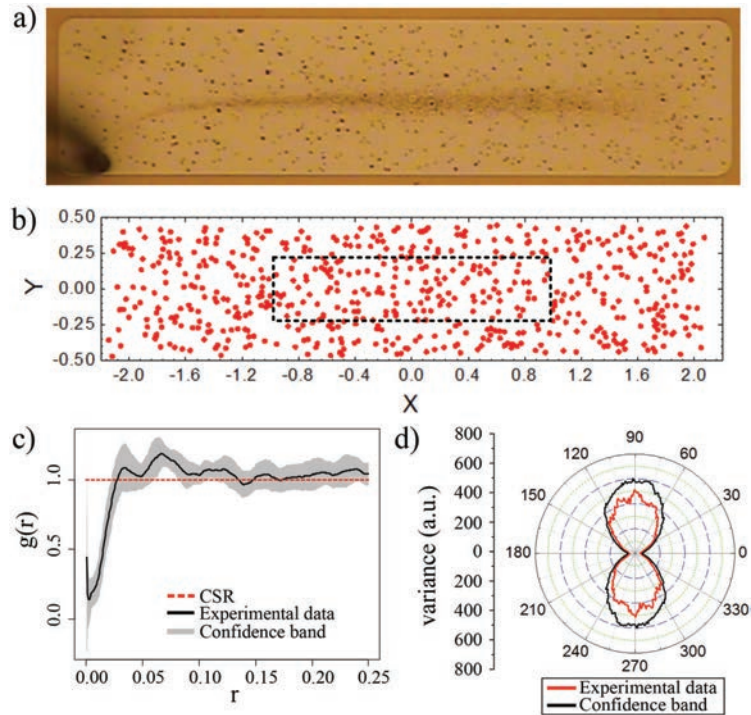 a)
b)
0.50
0.25
0.00
-0.25
-0.50
Y
-2.0 -1.6 -1.2 -0.8 -0.4 0.0 0.4 0.8 1.2 1.6 2.0
X
c)
1.0
0.5
0.0
g(r)
CSR
Experimental data
Confidence band
0.00 0.05 0.10 0.15 0.20 0.25
r
d)
800
600
400
200
0
200
400
600
800
variance (a.u.)
90
120 60
150 30
180 0
210 330
240 300
270
Experimental data
Confidence band